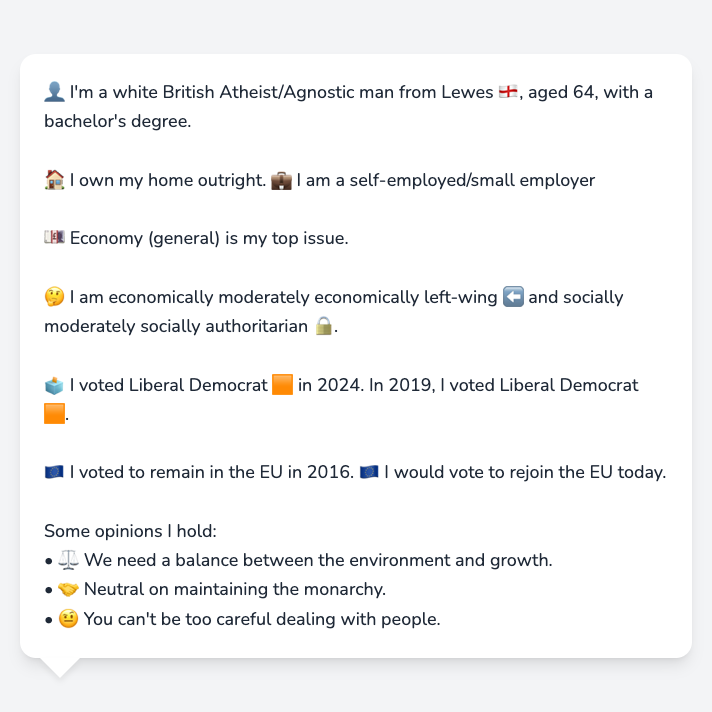 👤 I'm a white British Atheist/Agnostic man from Lewes 🏴󠁧󠁢󠁥󠁮󠁧󠁿, aged 64, with a
bachelor's degree.
🏠 I own my home outright. 💼 I am a self-employed/small employer
💷 Economy (general) is my top issue.
🤔 I am economically moderately economically left-wing ⬅️ and socially
moderately socially authoritarian 🔒.
🗳️ I voted Liberal Democrat 🟧 in 2024. In 2019, I voted Liberal Democrat
🟧.
🇪🇺 I voted to remain in the EU in 2016. 🇪🇺 I would vote to rejoin the EU today.
Some opinions I hold:
• ⚖️ We need a balance between the environment and growth.
• 🤝 Neutral on maintaining the monarchy.
• 🤨 You can't be too careful dealing with people.